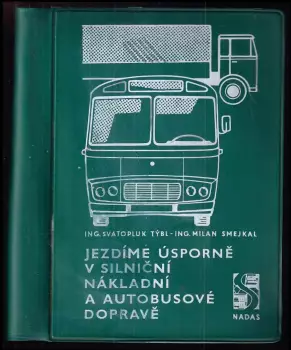 ING. SVATOPLUK TÝBL - ING. MILAN SMEJKAL
JEZDÍME ÚSPORNĚ
V SILNIČNÍ
NÁKLADNÍ
A AUTOBUSOVÉ
DOPRAVĚ
NADAS